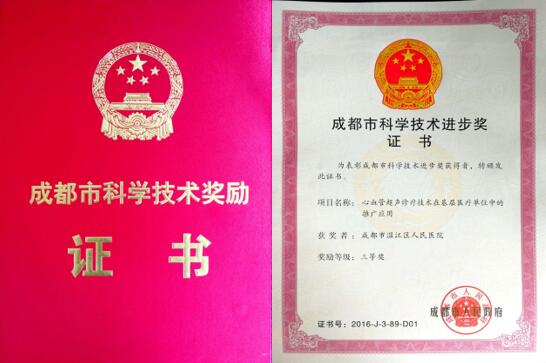 成都市科学技术奖励
证书
成都市科学技术进步奖
证 书
为表彰成都市科学技术进步奖获得者，特颁发
此证书。
项目名称： 心血管超声诊疗技术在基层医疗单位中的
推广应用
获 奖 者： 成都市温江区人民医院
奖励等级： 三等奖
成都市人民政府
证书号：2016-J-3-89-D01